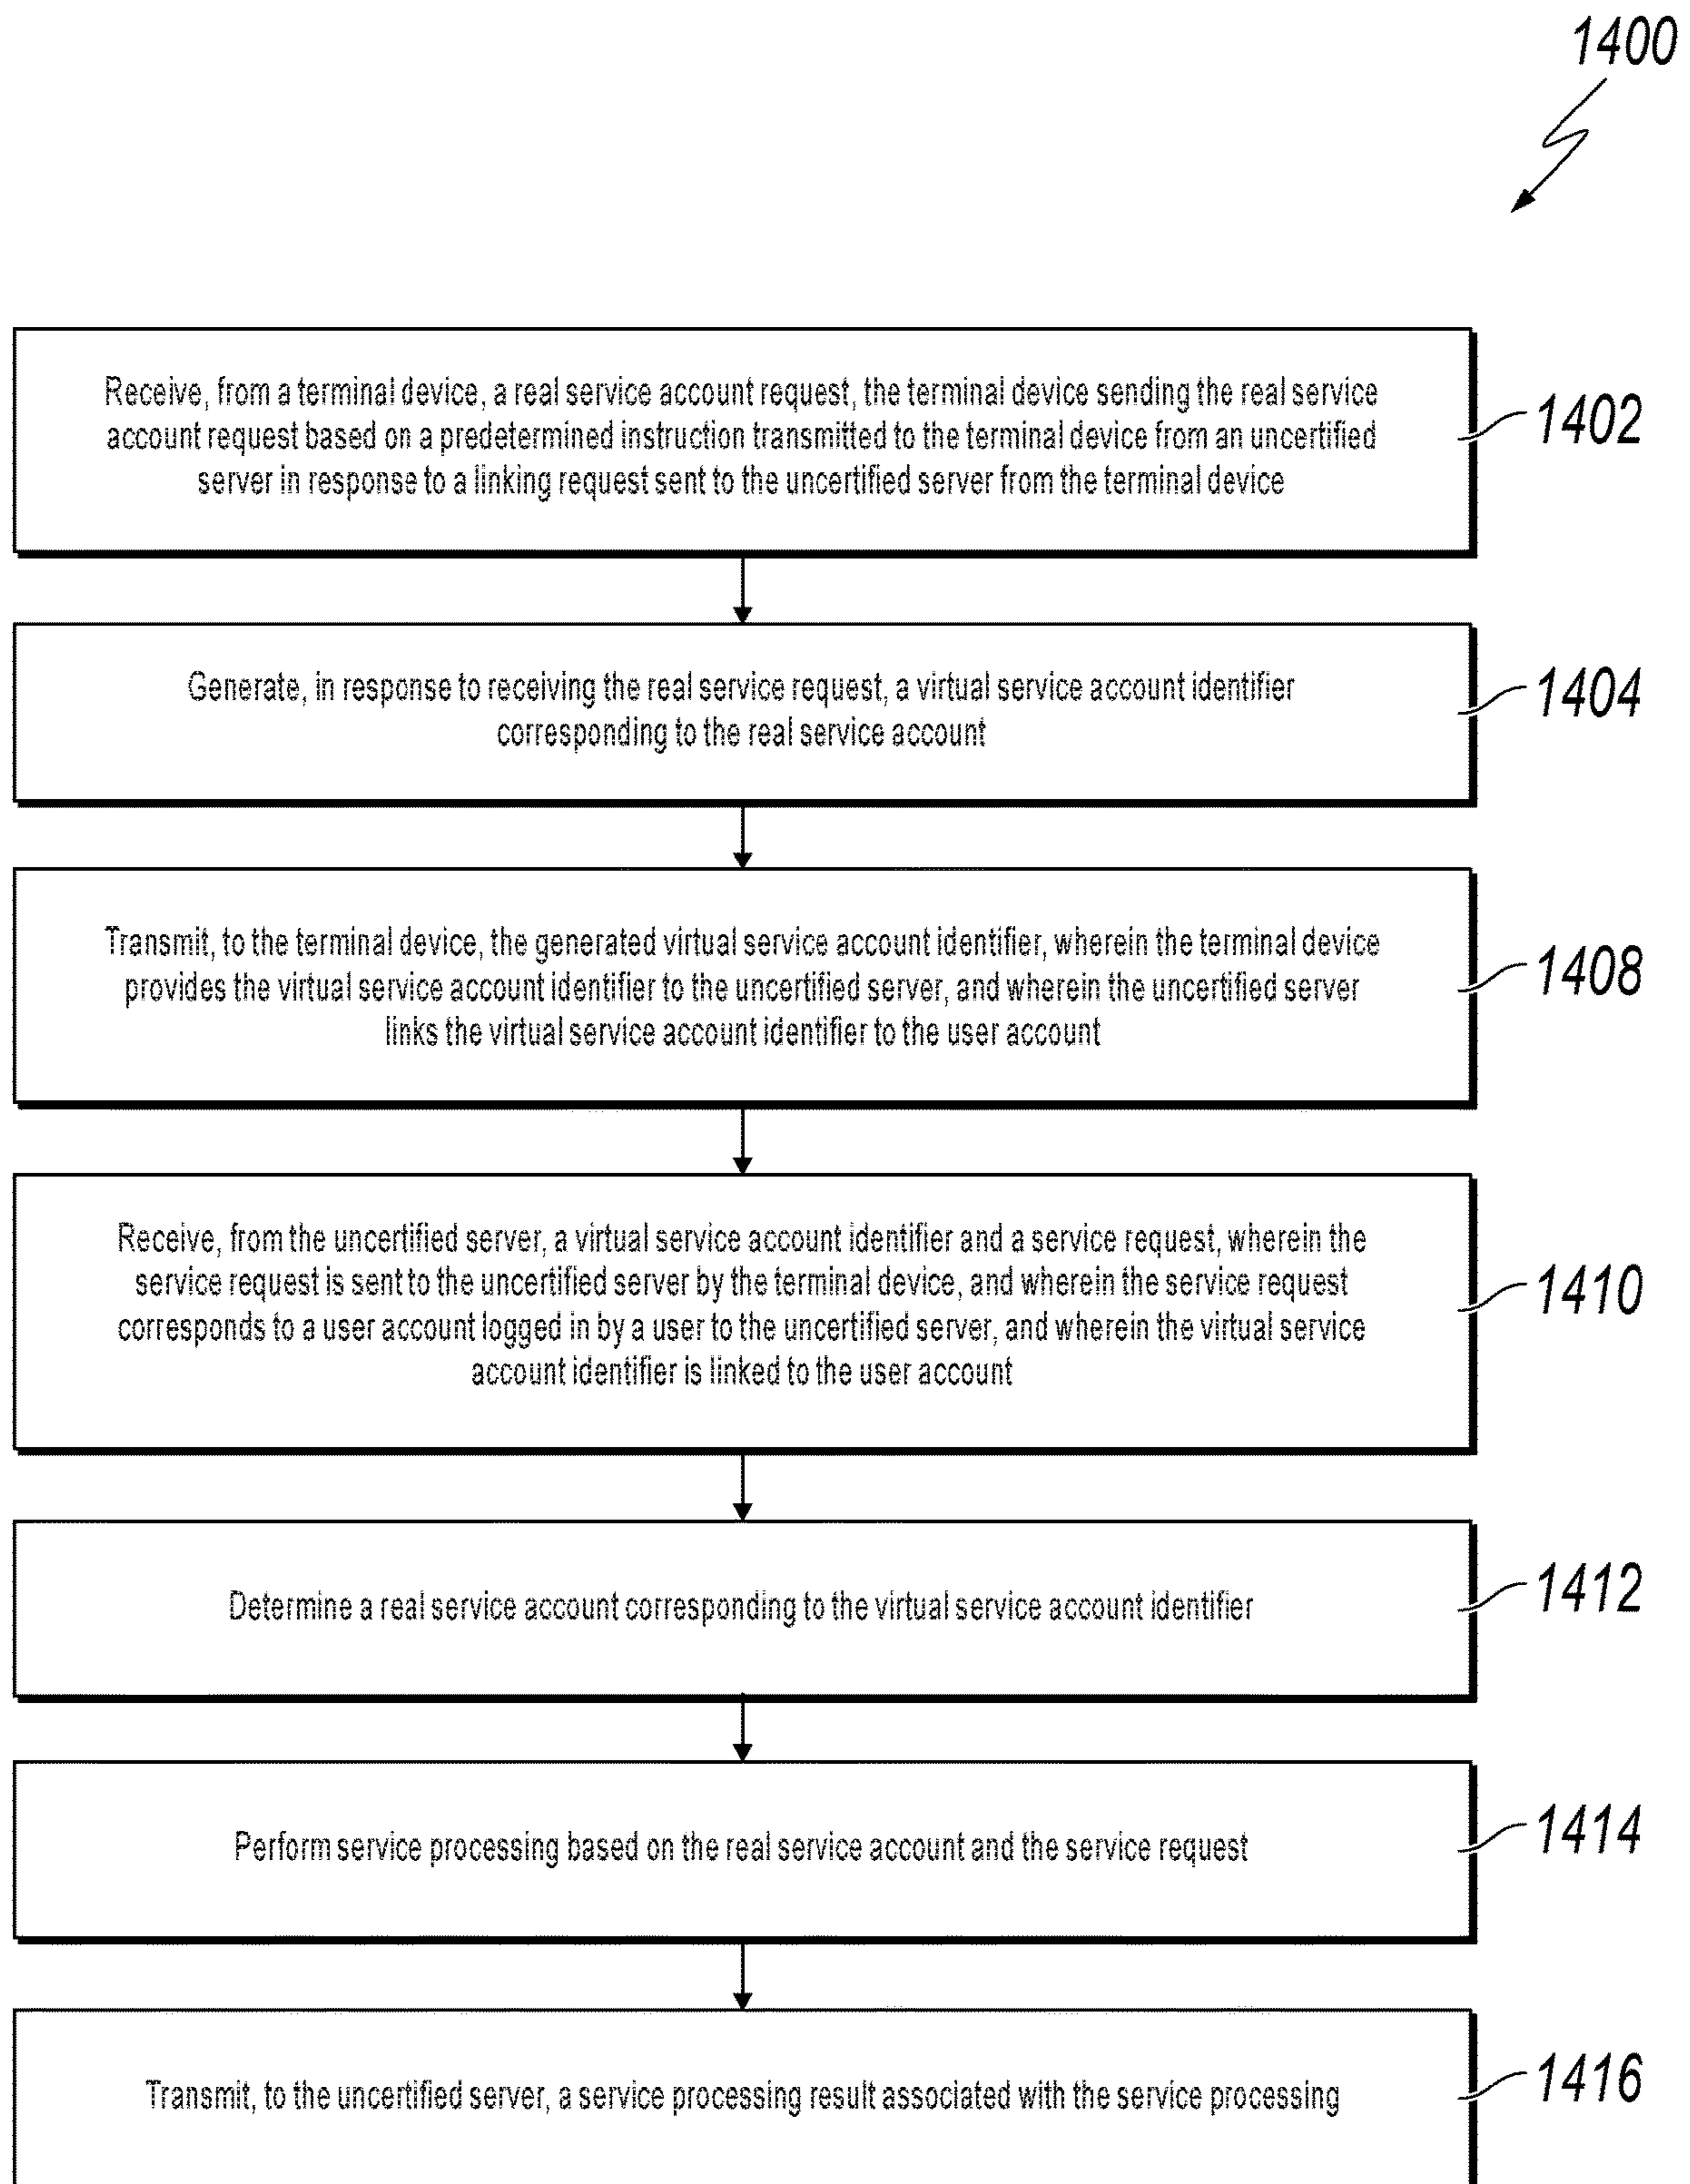 1400
Receive, from a terminal device, a real service account request, the terminal device sending the real service
account request based on a predetermined instruction transmitted to the terminal device from an uncertified
server in response to a linking request sent to the uncertified server from the terminal device
1402
Generate, in response to receiving the real service request, a virtual service account identifier
corresponding to the real service account
1404
Transmit, to the terminal device, the generated virtual service account identifier, wherein the terminal device
provides the virtual service account identifier to the uncertified server, and wherein the uncertified server
links the virtual service account identifier to the user account
1408
Receive, from the uncertified server, a virtual service account identifier and a service request, wherein the
service request is sent to the uncertified server by the terminal device, and wherein the service request
corresponds to a user account logged in by a user to the uncertified server, and wherein the virtual service
account identifier is linked to the user account
1410
Determine a real service account corresponding to the virtual service account identifier
1412
Perform service processing based on the real service account and the service request
1414
Transmit, to the uncertified server, a service processing result associated with the service processing
1416